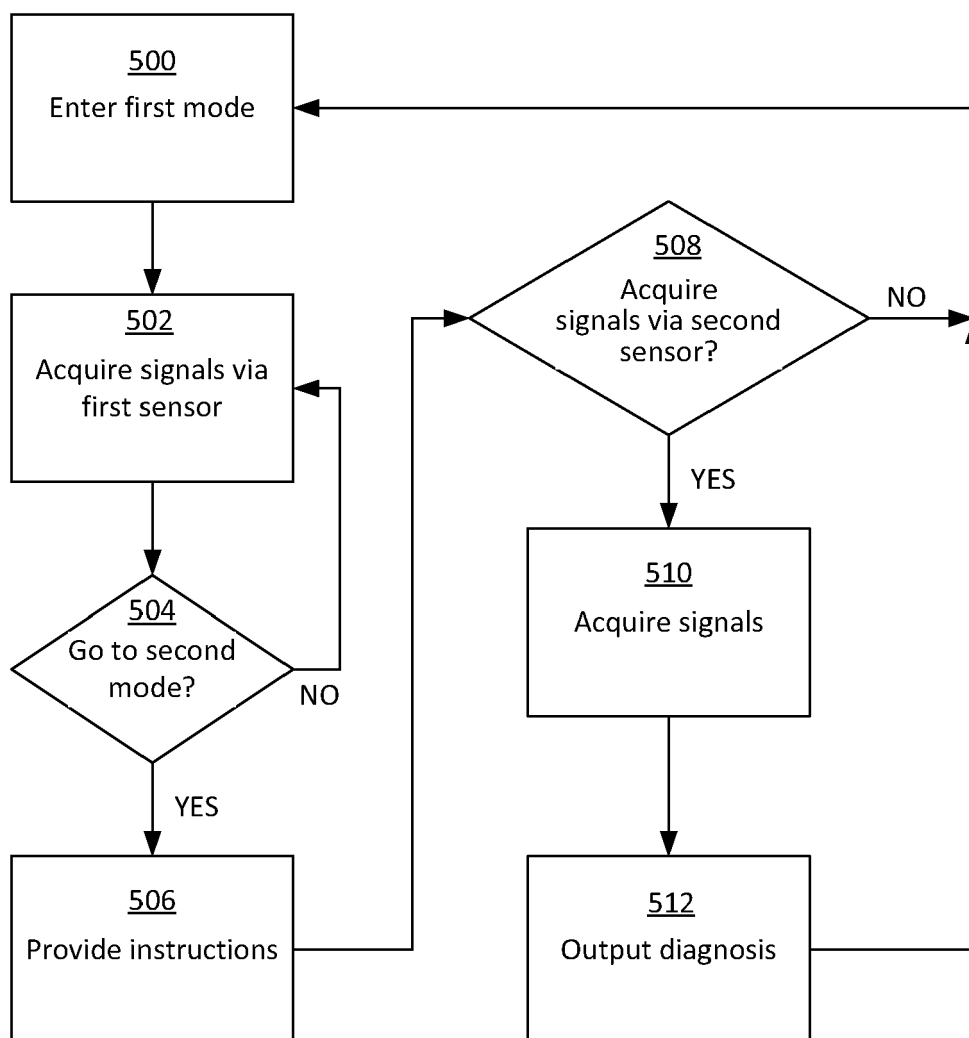 500
Enter first mode
502
Acquire signals via
first sensor
504
Go to second
mode?
NO
YES
506
Provide instructions
508
Acquire
signals via second
sensor?
NO
YES
510
Acquire signals
512
Output diagnosis